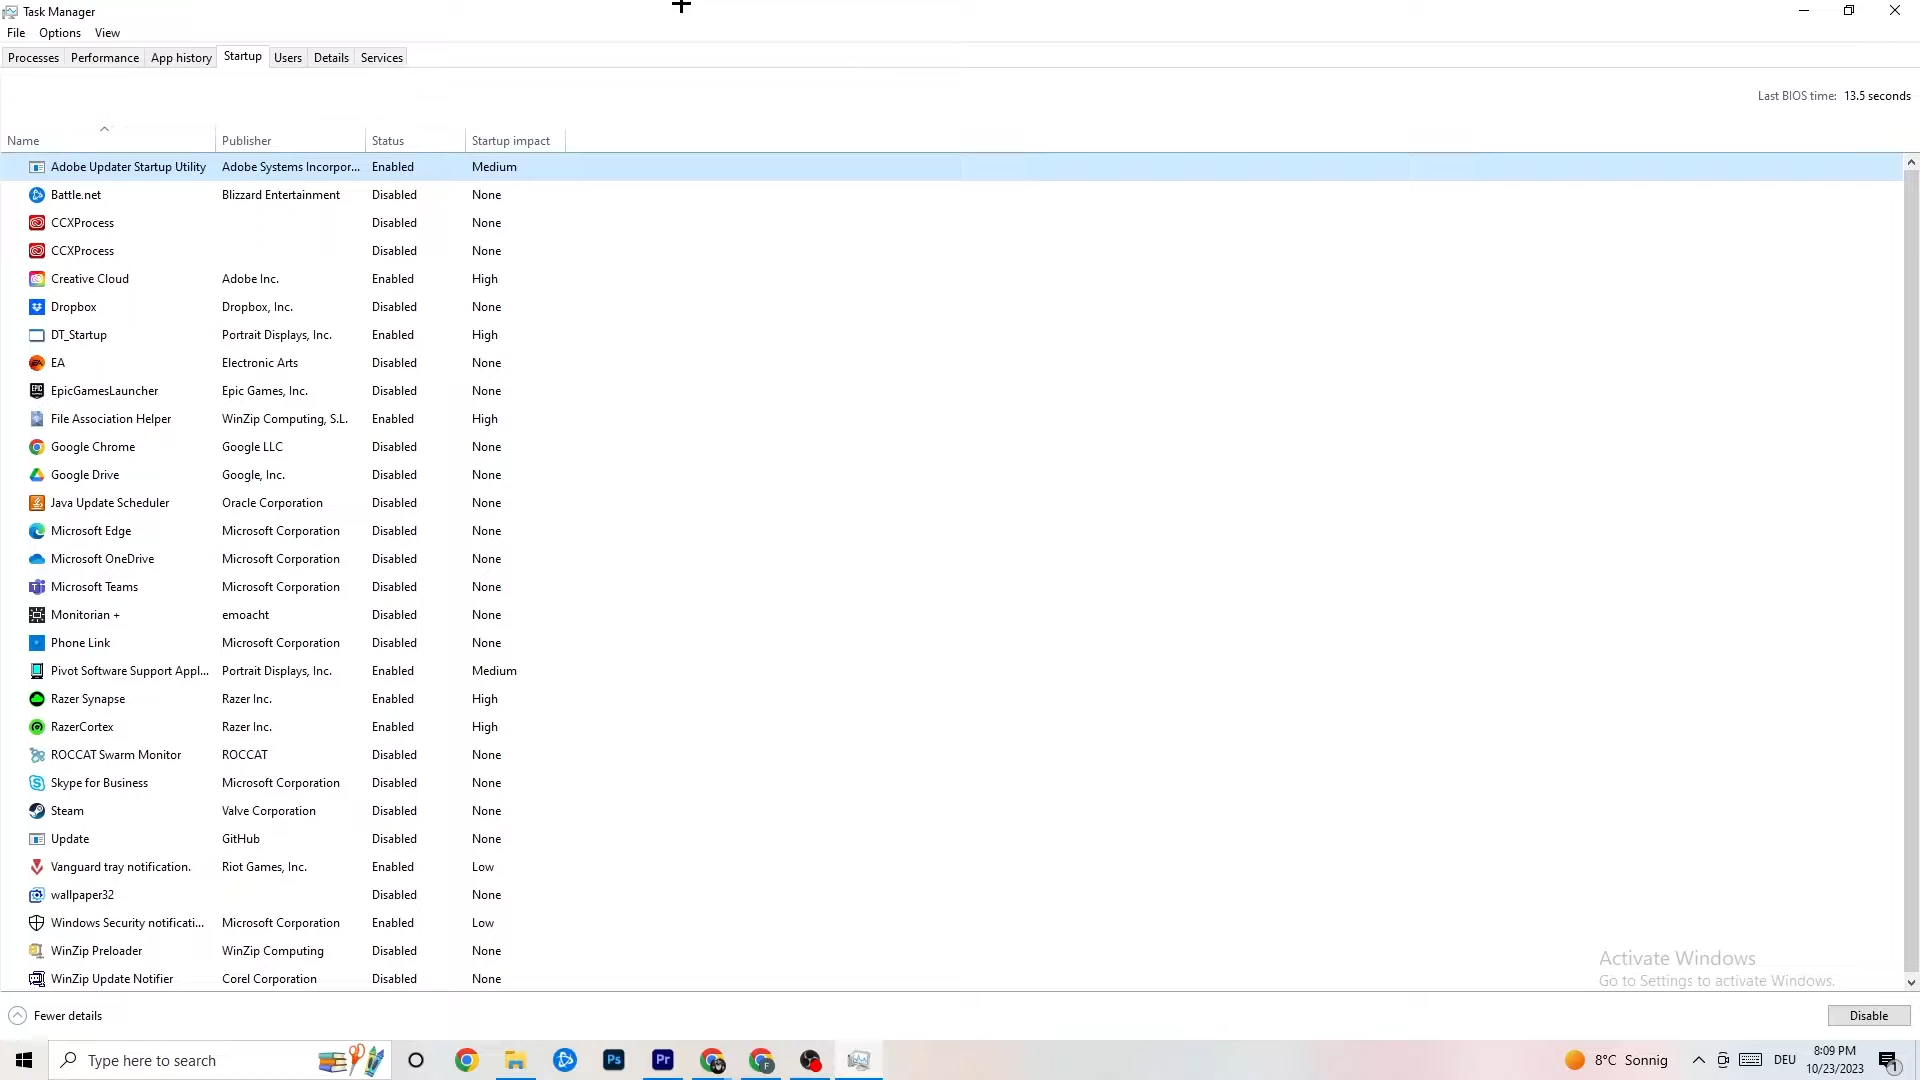 Task Manager
File Options View
Processes Performance App history Startup Users Details Services
Last BIOS time: 13.5 seconds
Name Publisher Status Startup impact
Adobe Updater Startup Utility Adobe Systems Incorpor... Enabled Medium
Battle.net Blizzard Entertainment Disabled None
CCXProcess Disabled None
CCXProcess Disabled None
Creative Cloud Adobe Inc. Enabled High
Dropbox Dropbox, Inc. Disabled None
DT_Startup Portrait Displays, Inc. Enabled High
EA Electronic Arts Disabled None
EpicGamesLauncher Epic Games, Inc. Disabled None
File Association Helper WinZip Computing, S.L. Enabled High
Google Chrome Google LLC Disabled None
Google Drive Google, Inc. Disabled None
Java Update Scheduler Oracle Corporation Disabled None
Microsoft Edge Microsoft Corporation Disabled None
Microsoft OneDrive Microsoft Corporation Disabled None
Microsoft Teams Microsoft Corporation Disabled None
Monitorian + emoacht Disabled None
Phone Link Microsoft Corporation Disabled None
Pivot Software Support Appl... Portrait Displays, Inc. Enabled Medium
Razer Synapse Razer Inc. Enabled High
RazerCortex Razer Inc. Enabled High
ROCCAT Swarm Monitor ROCCAT Disabled None
Skype for Business Microsoft Corporation Disabled None
Steam Valve Corporation Disabled None
Update GitHub Disabled None
Vanguard tray notification. Riot Games, Inc. Enabled Low
wallpaper32 Disabled None
Windows Security notificati... Microsoft Corporation Enabled Low
WinZip Preloader WinZip Computing Disabled None
WinZip Update Notifier Corel Corporation Disabled None
Activate Windows
Go to Settings to activate Windows.
Fewer details Disable
Type here to search Ps Pr F 8°C Sonnig DEU 8:09 PM
10/23/2023 1